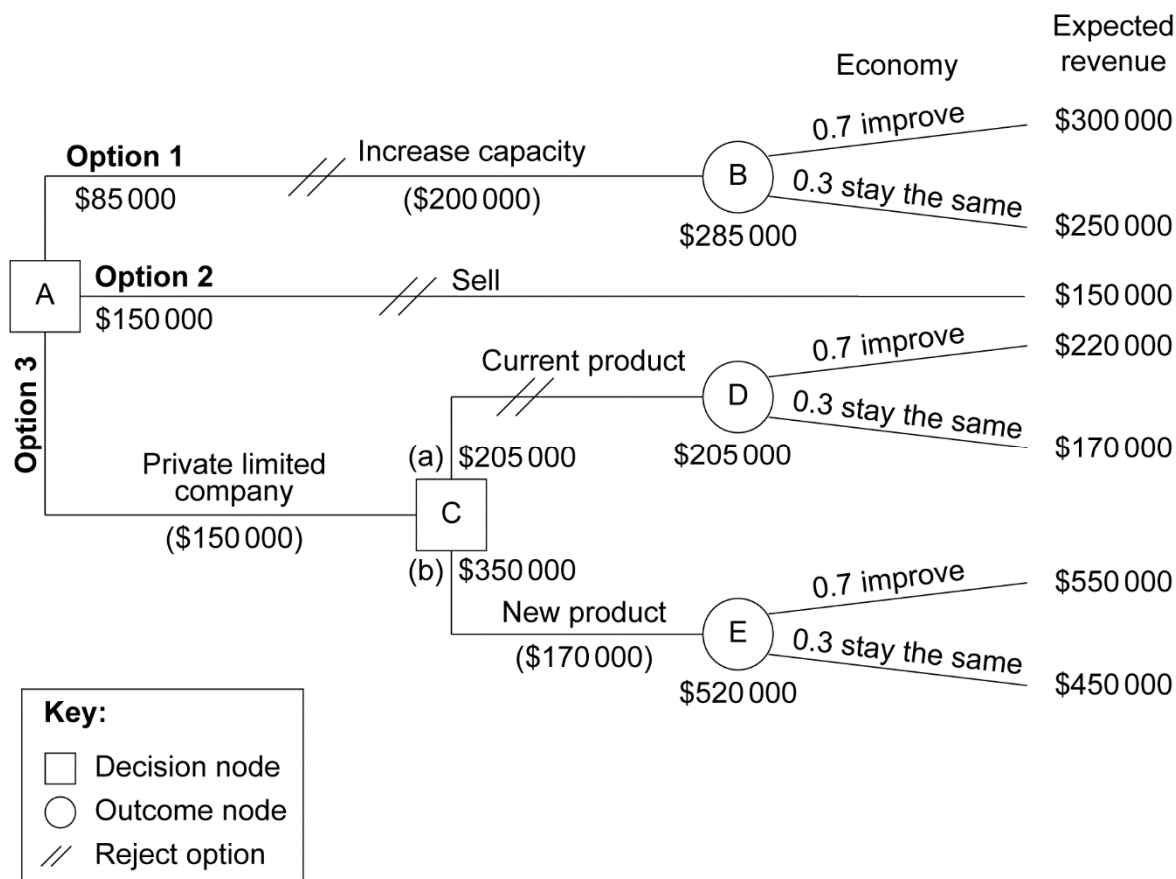 Expected
revenue
Economy
0.7 improve
$300 000
Option 1
Increase capacity
B
$85 000
($200 000)
0.3 stay the same
$285 000
$250 000
A
Option 2
Sell
$150 000
$150 000
0.7 improve
$220 000
Option 3
Current product
D
0.3 stay the same
(a)
$205 000
$205 000
$170 000
Private limited
company
C
($150 000)
(b)
$350 000
0.7 improve
$550 000
New product
E
($170 000)
0.3 stay the same
$520 000
$450 000
Key:
Decision node
Outcome node
// Reject option